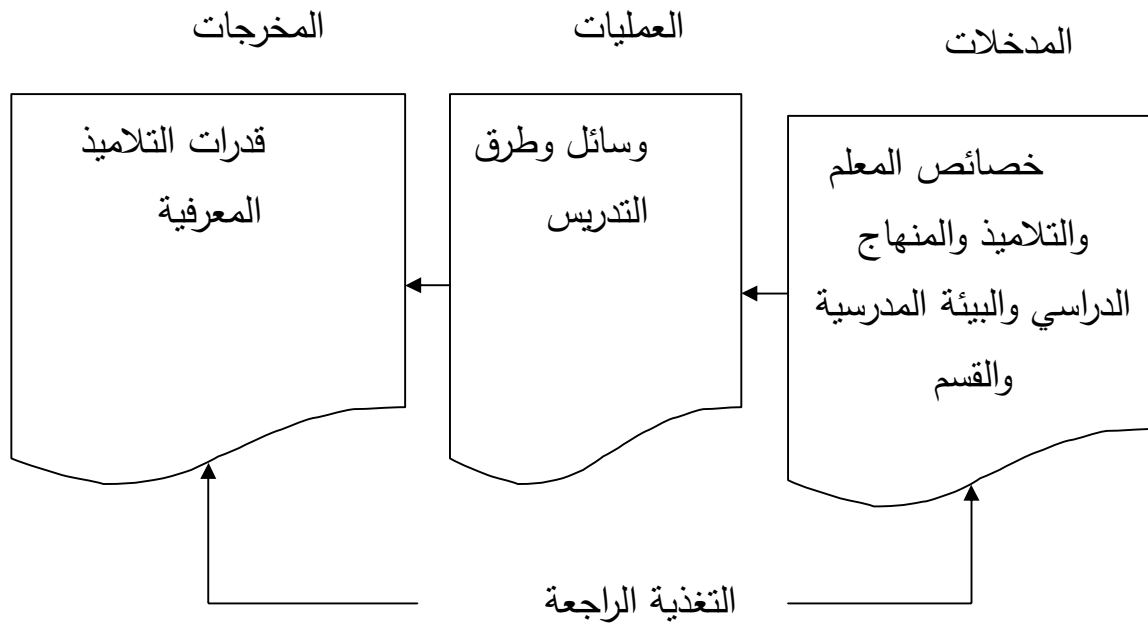 المدخلات
العمليات
المخرجات
خصائص المعلم
والتلاميذ والمنهاج
الدراسي والبيئة المدرسية
والقسم
وسائل وطرق
التدريس
قدرات التلاميذ
المعرفية
التغذية الراجعة